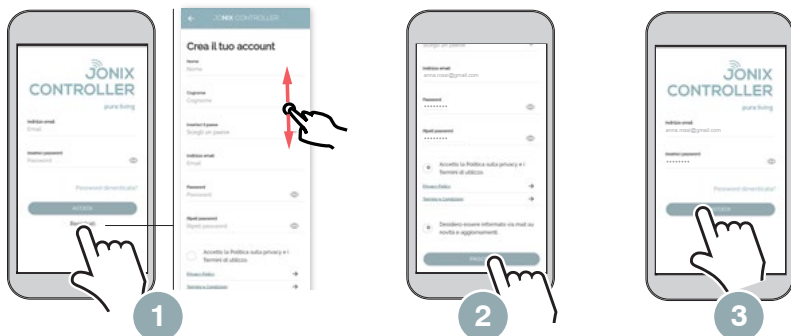 JONIX
CONTROLLER
pure living
Indirizzo email
Email
Inserisci password
Password
Password dimenticata?
ACCEDI
1
JONIX CONTROLLER
Crea il tuo account
Nome
Nome
Cognome
Cognome
Inserisci il paese
Scegli un paese
Indirizzo email
Email
Password
Password
Ripeti password
Ripeti password
Accetto la Politica sulla privacy e i
Termini di utilizzo.
Privacy Policy
Termini e Condizioni
Scegli un paese
Indirizzo email
anna.rossi@gmail.com
Password
••••••••
Ripeti password
••••••••
Accetto la Politica sulla privacy e i
Termini di utilizzo.
Privacy Policy
Termini e Condizioni
Desidero essere informato via mail su
novità e aggiornamenti.
2
JONIX
CONTROLLER
pure living
Indirizzo email
anna.rossi@gmail.com
Inserisci password
••••••••
Password dimenticata?
ACCEDI
3